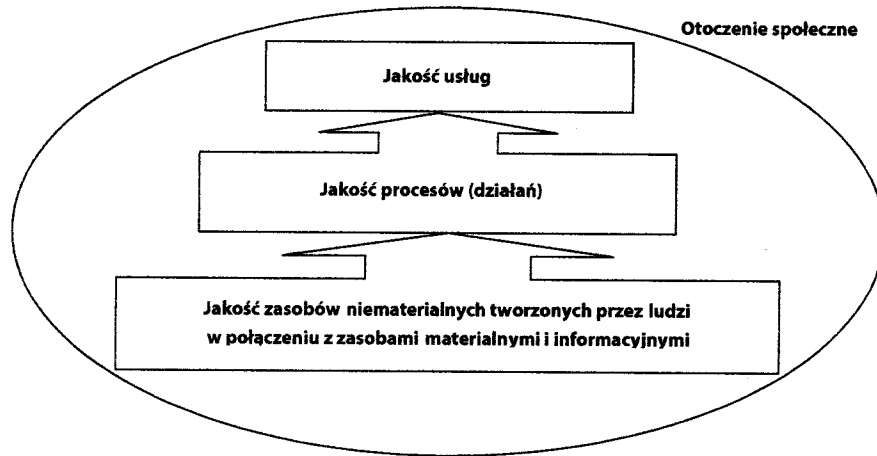 Otoczenie społeczne
Jakość usług
Jakość procesów (działań)
Jakość zasobów niematerialnych tworzonych przez ludzi
w połączeniu z zasobami materialnymi i informacyjnymi